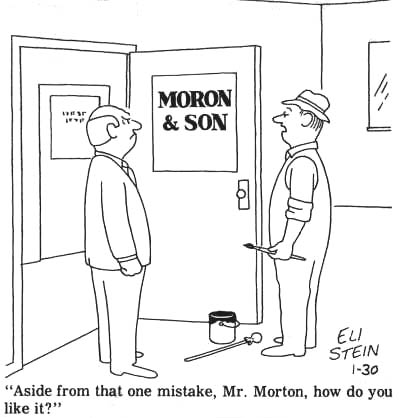 MORON
& SON
ELI
STEIN
1-30
"Aside from that one mistake, Mr. Morton, how do you
like it?"